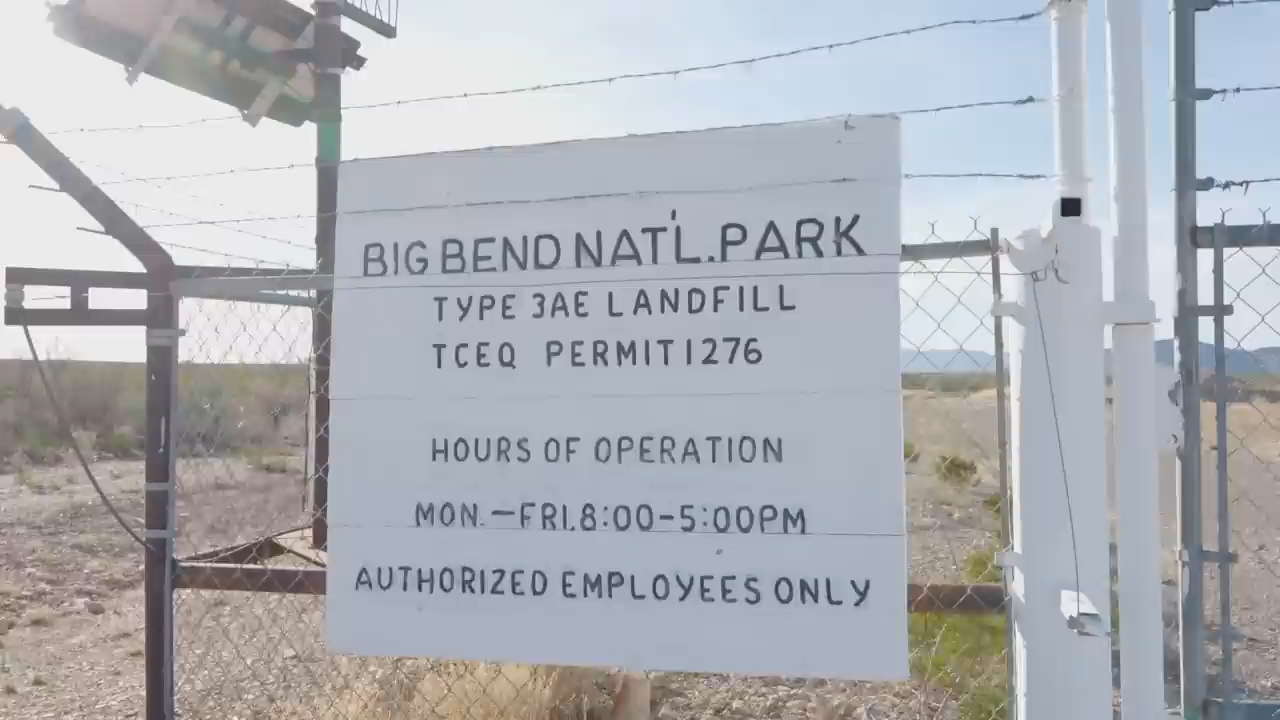 BIG BEND NAT'L. PARK
TYPE 3AE LANDFILL
TCEQ PERMIT 1276
HOURS OF OPERATION
MON. - FRI. 8:00-5:00PM
AUTHORIZED EMPLOYEES ONLY